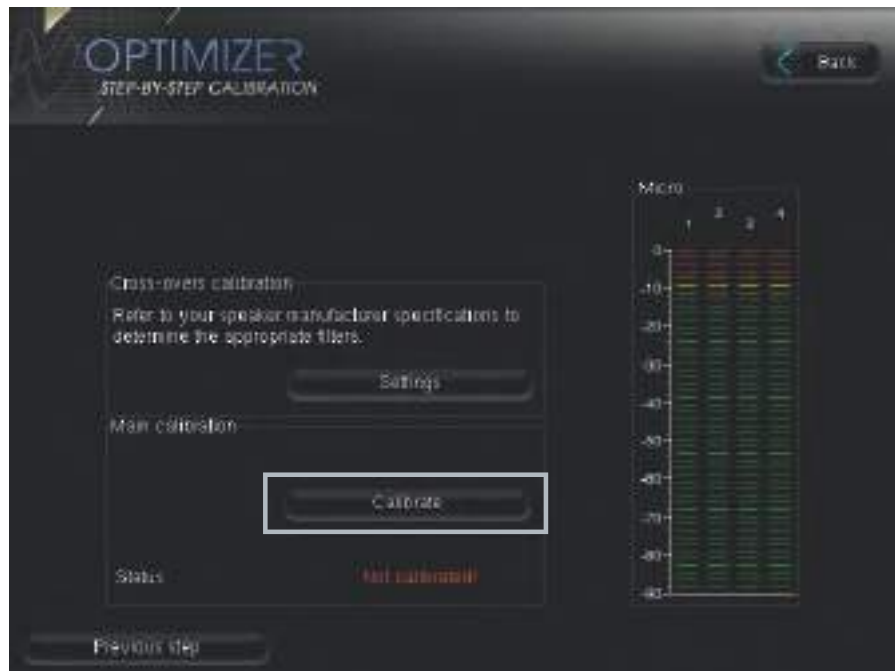 OPTIMIZER
STEP-BY-STEP CALIBRATION
Back
Micro
1 2 3 4
Cross-overs calibration
Refer to your speaker manufacturer specifications to
determine the appropriate filters.
Settings
Main calibration
Calibrate
Status
Not calibrated!
Previous step
0
-10
-20
-30
-40
-50
-60
-70
-80
-90